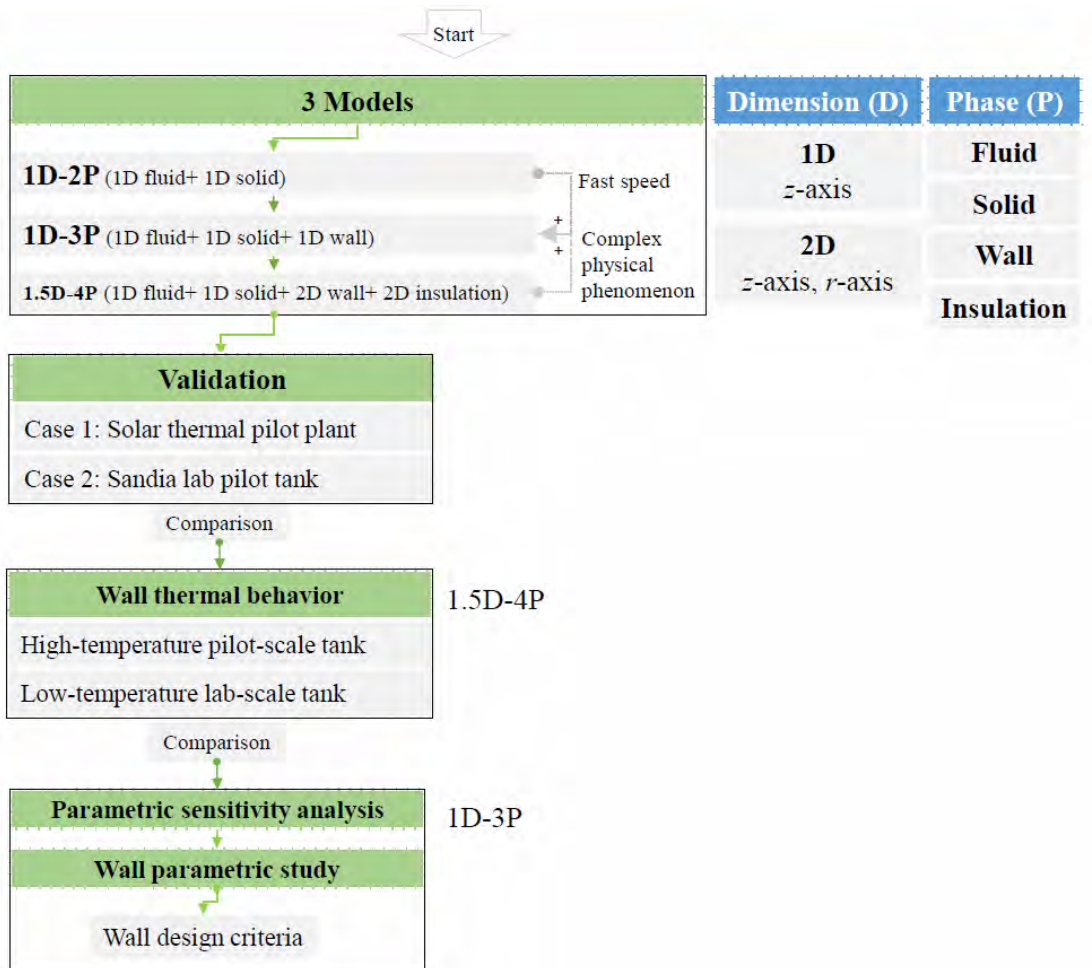 Start
3 Models
1D-2P (1D fluid+ 1D solid)
1D-3P (1D fluid+ 1D solid+ 1D wall)
1.5D-4P (1D fluid+ 1D solid+ 2D wall+ 2D insulation)
Fast speed
+
+
Complex
physical
phenomenon
Dimension (D)
1D
z-axis
2D
z-axis, r-axis
Phase (P)
Fluid
Solid
Wall
Insulation
Validation
Case 1: Solar thermal pilot plant
Case 2: Sandia lab pilot tank
Comparison
Wall thermal behavior
1.5D-4P
High-temperature pilot-scale tank
Low-temperature lab-scale tank
Comparison
Parametric sensitivity analysis
1D-3P
Wall parametric study
Wall design criteria